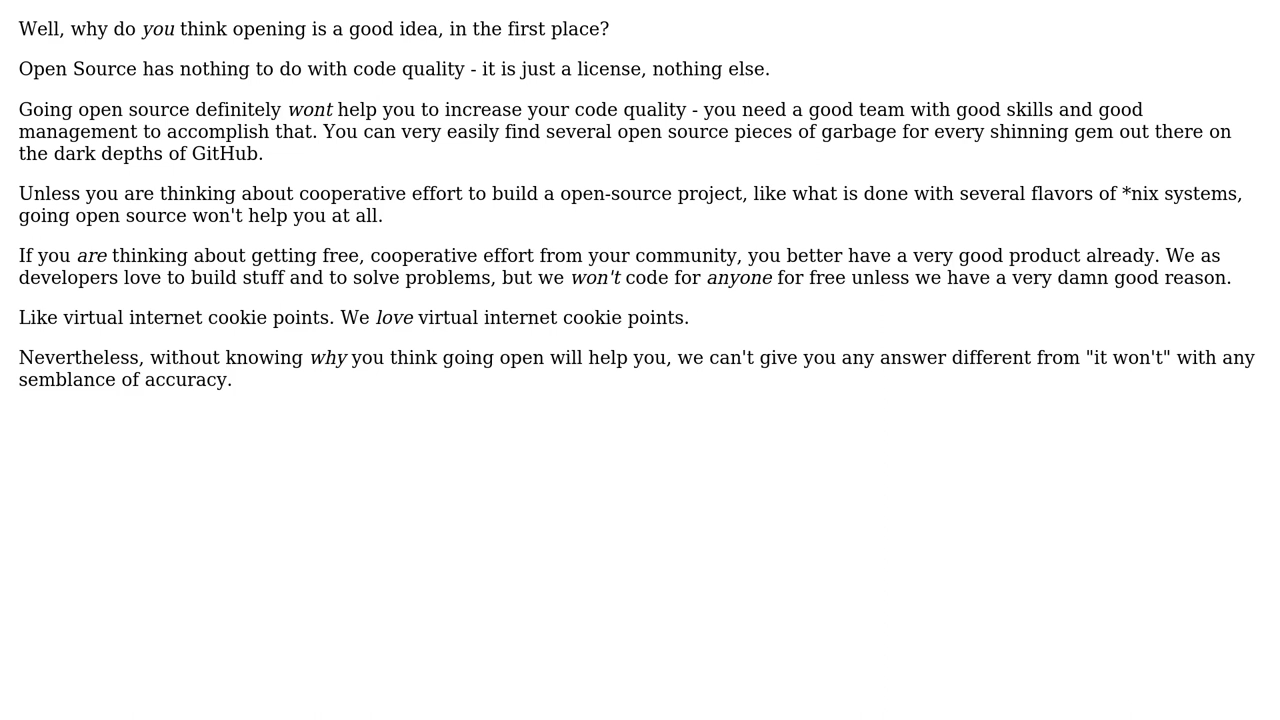 Well, why do you think opening is a good idea, in the first place?
Open Source has nothing to do with code quality - it is just a license, nothing else.
Going open source definitely wont help you to increase your code quality - you need a good team with good skills and good
management to accomplish that. You can very easily find several open source pieces of garbage for every shinning gem out there on
the dark depths of GitHub.
Unless you are thinking about cooperative effort to build a open-source project, like what is done with several flavors of *nix systems,
going open source won't help you at all.
If you are thinking about getting free, cooperative effort from your community, you better have a very good product already. We as
developers love to build stuff and to solve problems, but we won't code for anyone for free unless we have a very damn good reason.
Like virtual internet cookie points. We love virtual internet cookie points.
Nevertheless, without knowing why you think going open will help you, we can't give you any answer different from "it won't" with any
semblance of accuracy.